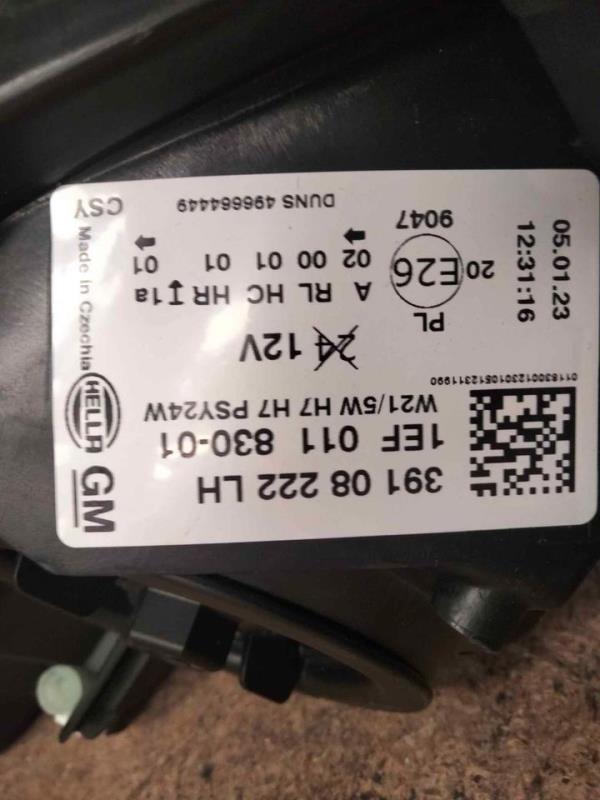 GM
391 08 222 LH
1EF 011 830-01
W21/5W H7 H7 PSY24W
HELLA
24 12V
Made in Czechia
01163000123010512311990
PL
A RL HC HR 1a
20 E26
02 00 01 01 01
9047
05.01.23
12:31:16
DUNS 496664449
CSY